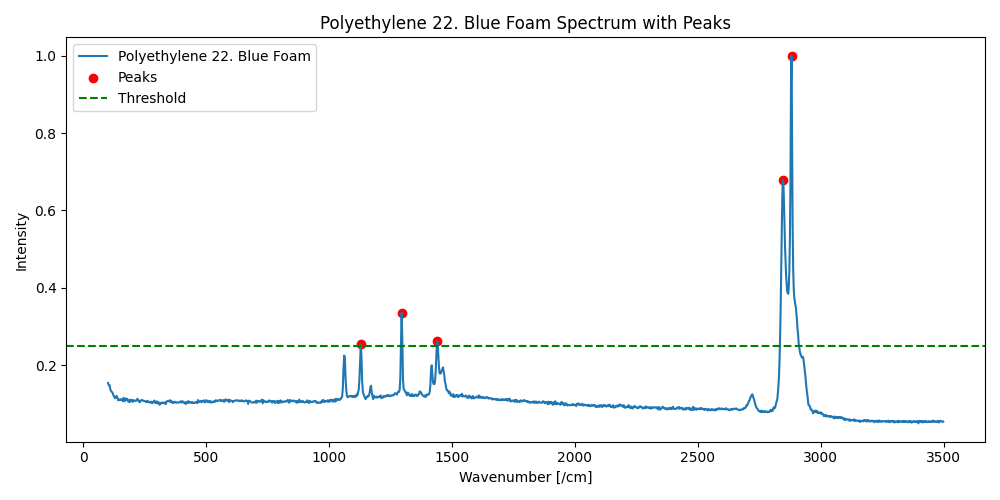 Polyethylene 22. Blue Foam Spectrum with Peaks
Polyethylene 22. Blue Foam
Peaks
Threshold
Intensity
1.0
0.8
0.6
0.4
0.2
0 500 1000 1500 2000 2500 3000 3500
Wavenumber [/cm]